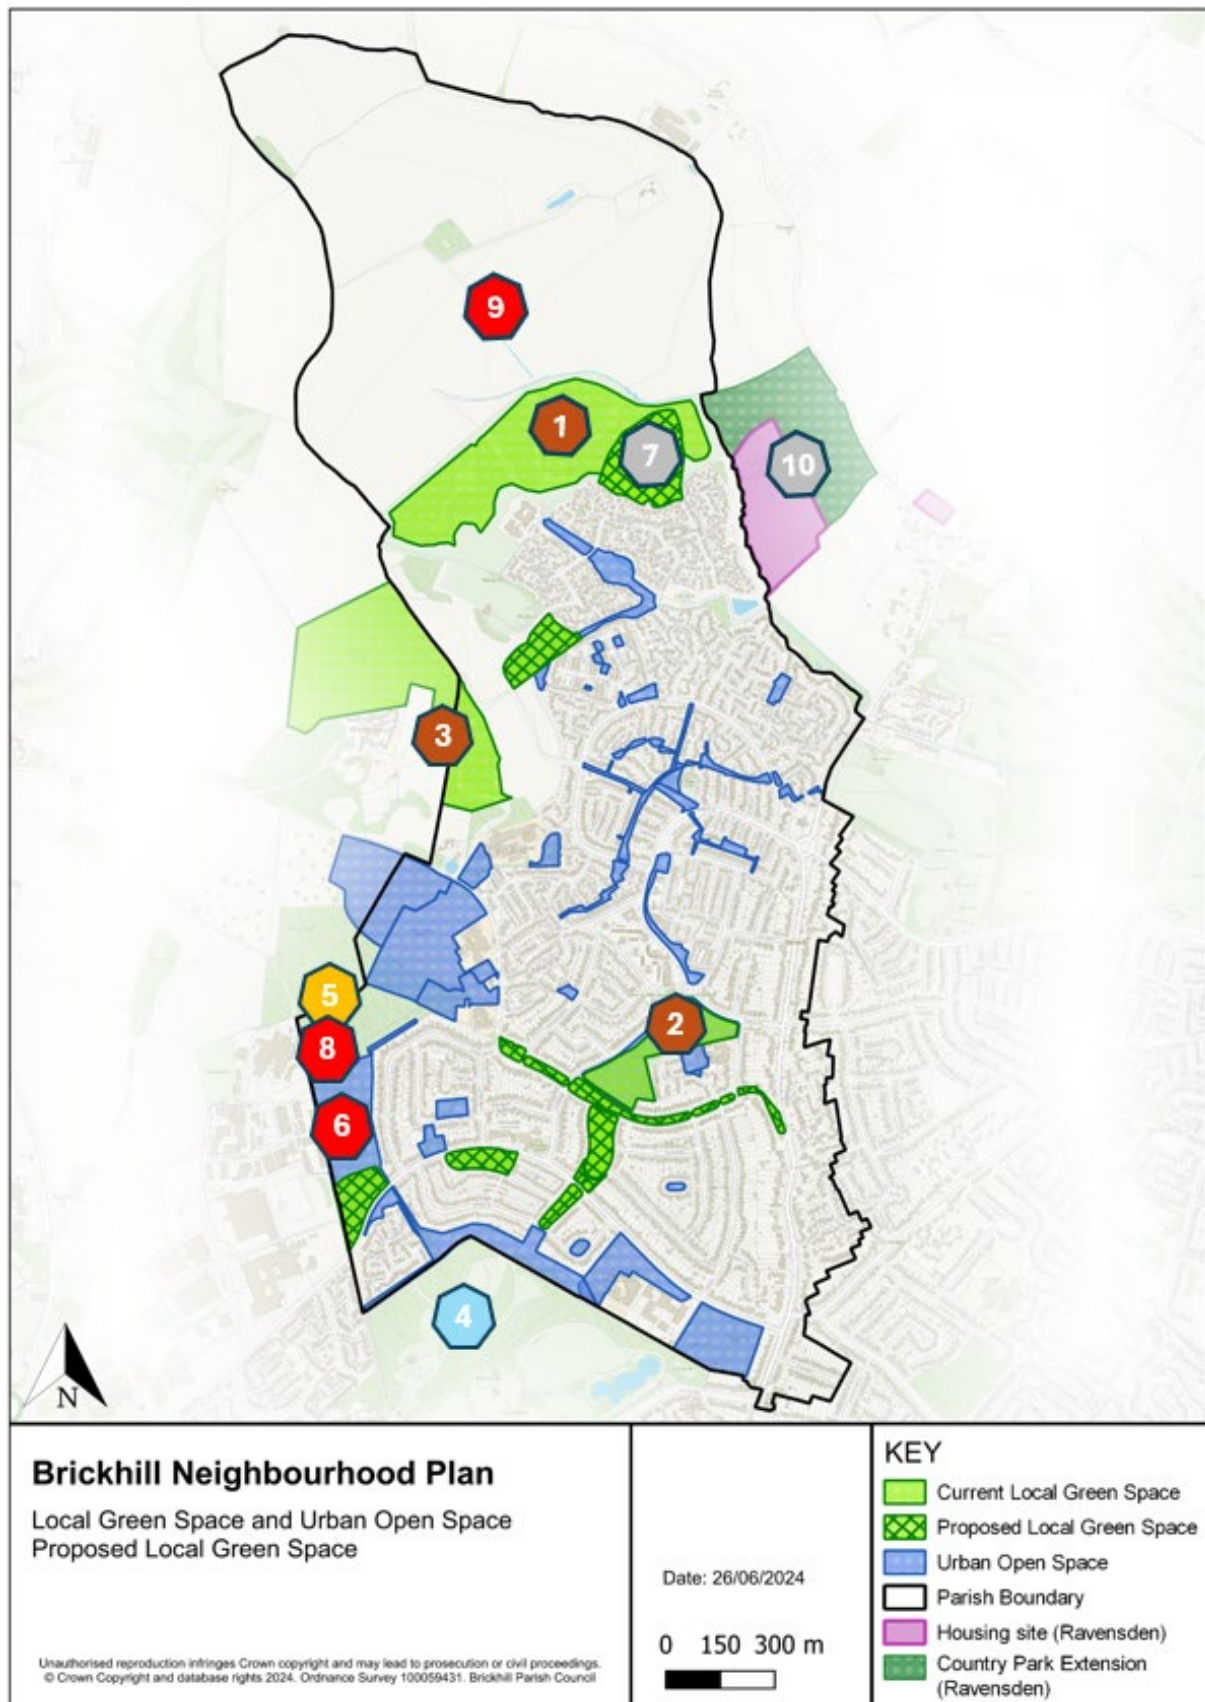 9
1
7
10
3
5
8
2
6
4
N
Brickhill Neighbourhood Plan
Local Green Space and Urban Open Space
Proposed Local Green Space
Unauthorised reproduction infringes Crown copyright and may lead to prosecution or civil proceedings.
© Crown Copyright and database rights 2024. Ordnance Survey 100059431. Brickhill Parish Council
Date: 26/06/2024
0 150 300 m
KEY
Current Local Green Space
Proposed Local Green Space
Urban Open Space
Parish Boundary
Housing site (Ravensden)
Country Park Extension
(Ravensden)